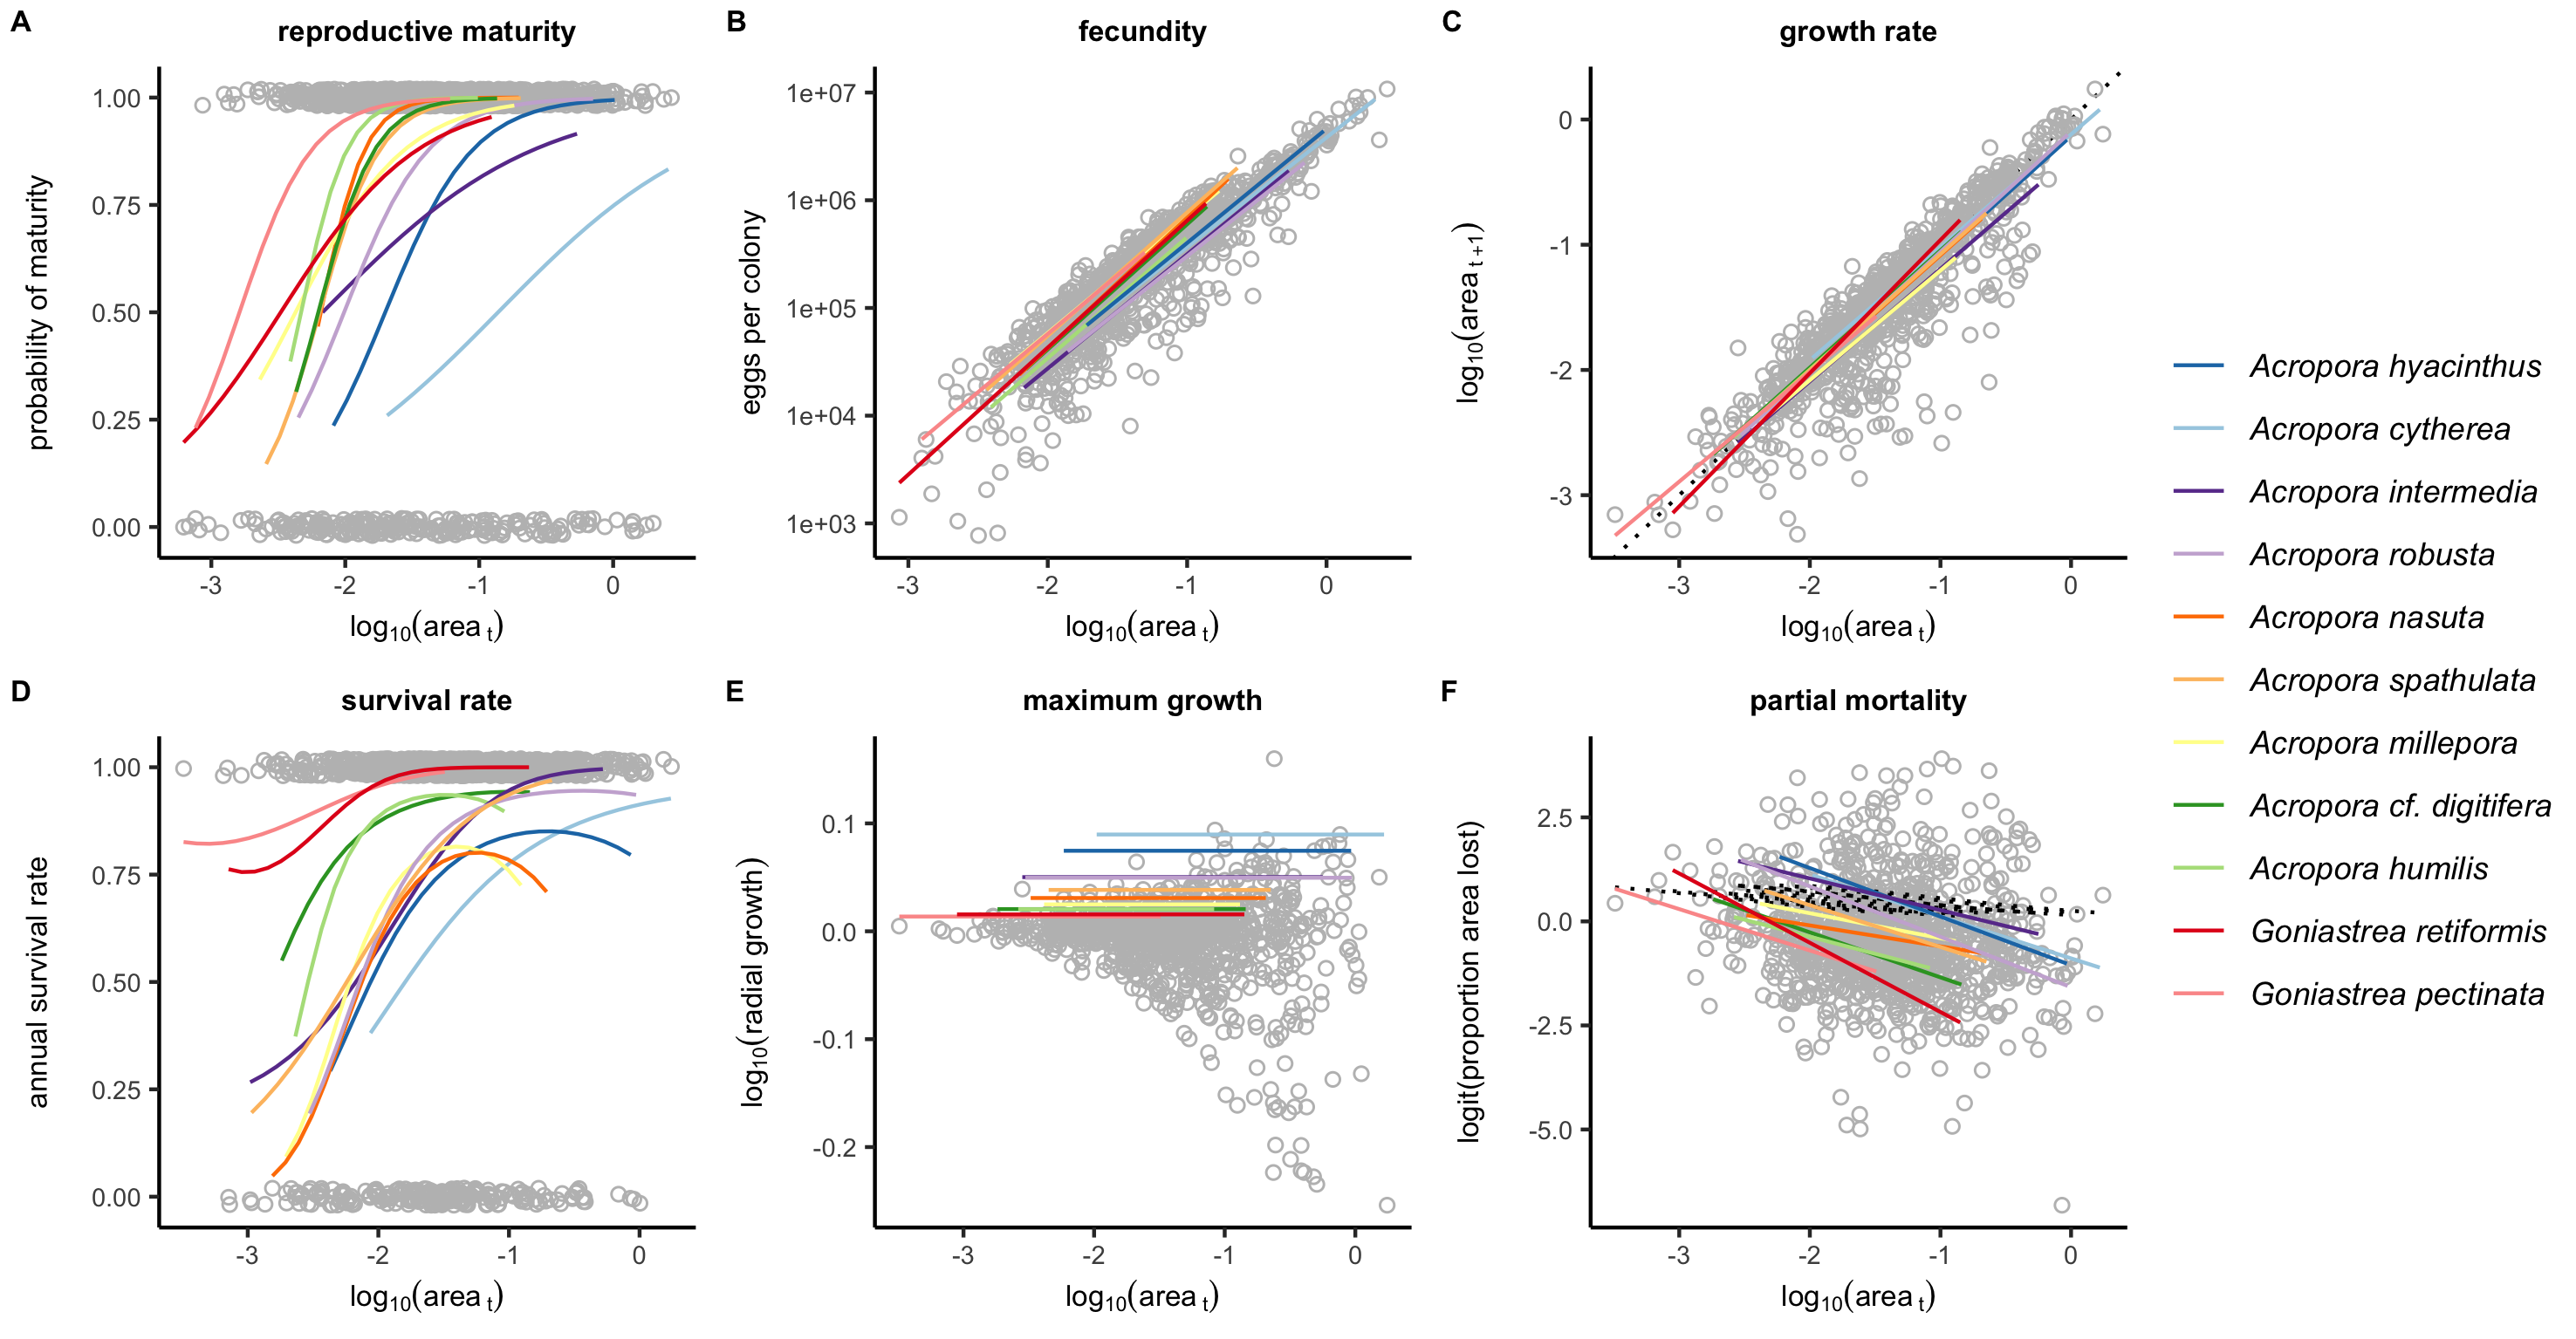 A
reproductive maturity
probability of maturity
1.00
0.75
0.50
0.25
0.00
-3 -2 -1 0
log10(area t)
B
fecundity
eggs per colony
1e+07
1e+06
1e+05
1e+04
1e+03
-3 -2 -1 0
log10(area t)
C
growth rate
log10(area t+1)
0
-1
-2
-3
-3 -2 -1 0
log10(area t)
D
survival rate
annual survival rate
1.00
0.75
0.50
0.25
0.00
-3 -2 -1 0
log10(area t)
E
maximum growth
log10(radial growth)
0.1
0.0
-0.1
-0.2
-3 -2 -1 0
log10(area t)
F
partial mortality
logit(proportion area lost)
2.5
0.0
-2.5
-5.0
-3 -2 -1 0
log10(area t)
Acropora hyacinthus
Acropora cytherea
Acropora intermedia
Acropora robusta
Acropora nasuta
Acropora spathulata
Acropora millepora
Acropora cf. digitifera
Acropora humilis
Goniastrea retiformis
Goniastrea pectinata